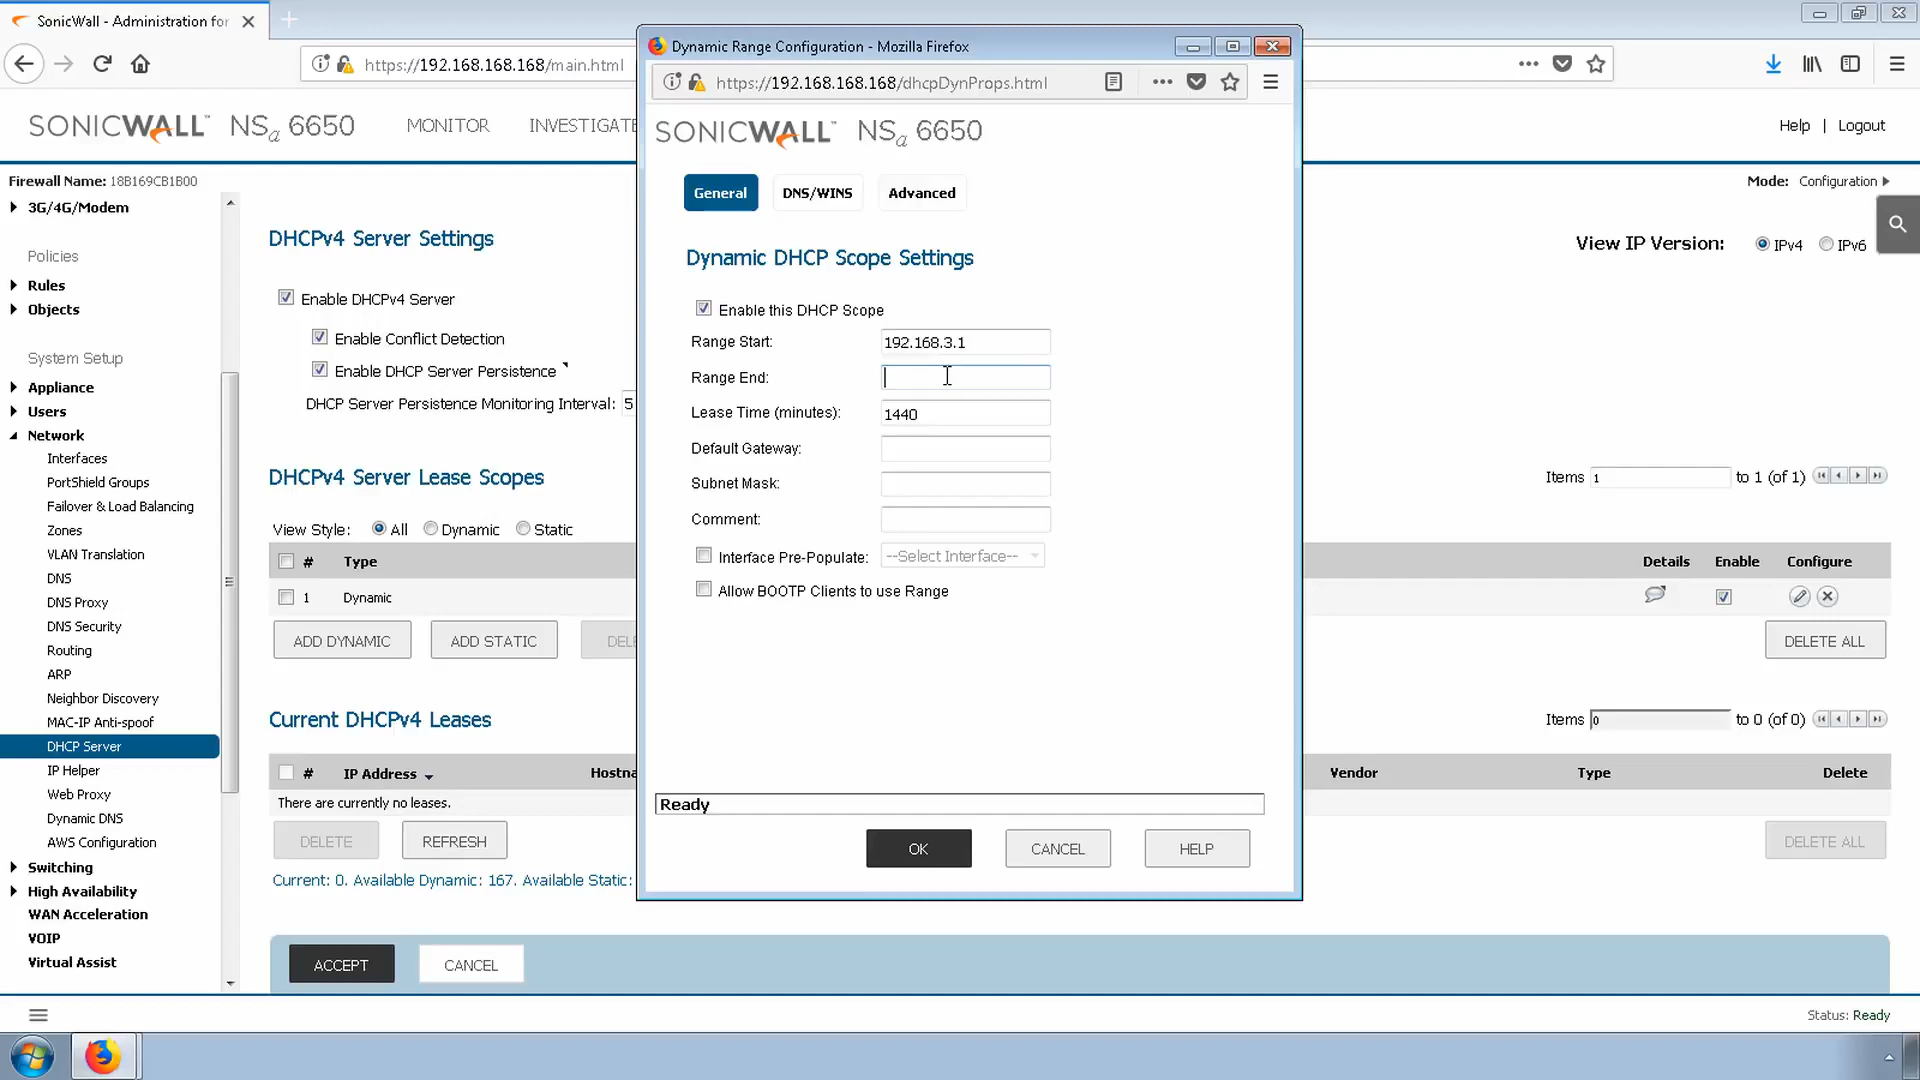 SonicWall - Administration for
https://192.168.168.168/main.html
SONICWALL NSa 6650 MONITOR INVESTIGATE
Help | Logout
Firewall Name: 18B169CB1B00
Mode: Configuration
3G/4G/Modem
Policies
Rules
Objects
System Setup
Appliance
Users
Network
Interfaces
PortShield Groups
Failover & Load Balancing
Zones
VLAN Translation
DNS
DNS Proxy
DNS Security
Routing
ARP
Neighbor Discovery
MAC-IP Anti-spoof
DHCP Server
IP Helper
Web Proxy
Dynamic DNS
AWS Configuration
Switching
High Availability
WAN Acceleration
VOIP
Virtual Assist
DHCPv4 Server Settings
View IP Version: IPv4 IPv6
Enable DHCPv4 Server
Enable Conflict Detection
Enable DHCP Server Persistence
DHCP Server Persistence Monitoring Interval: 5
DHCPv4 Server Lease Scopes
Items 1 to 1 (of 1)
View Style: All Dynamic Static
# Type Details Enable Configure
1 Dynamic
ADD DYNAMIC ADD STATIC DELE
DELETE ALL
Current DHCPv4 Leases
Items 0 to 0 (of 0)
# IP Address Hostna Vendor Type Delete
There are currently no leases.
DELETE REFRESH DELETE ALL
Current: 0. Available Dynamic: 167. Available Static:
ACCEPT CANCEL
Status: Ready
Dynamic Range Configuration - Mozilla Firefox
https://192.168.168.168/dhcpDynProps.html
SONICWALL NSa 6650
General DNS/WINS Advanced
Dynamic DHCP Scope Settings
Enable this DHCP Scope
Range Start: 192.168.3.1
Range End:
Lease Time (minutes): 1440
Default Gateway:
Subnet Mask:
Comment:
Interface Pre-Populate: --Select Interface--
Allow BOOTP Clients to use Range
Ready
OK CANCEL HELP